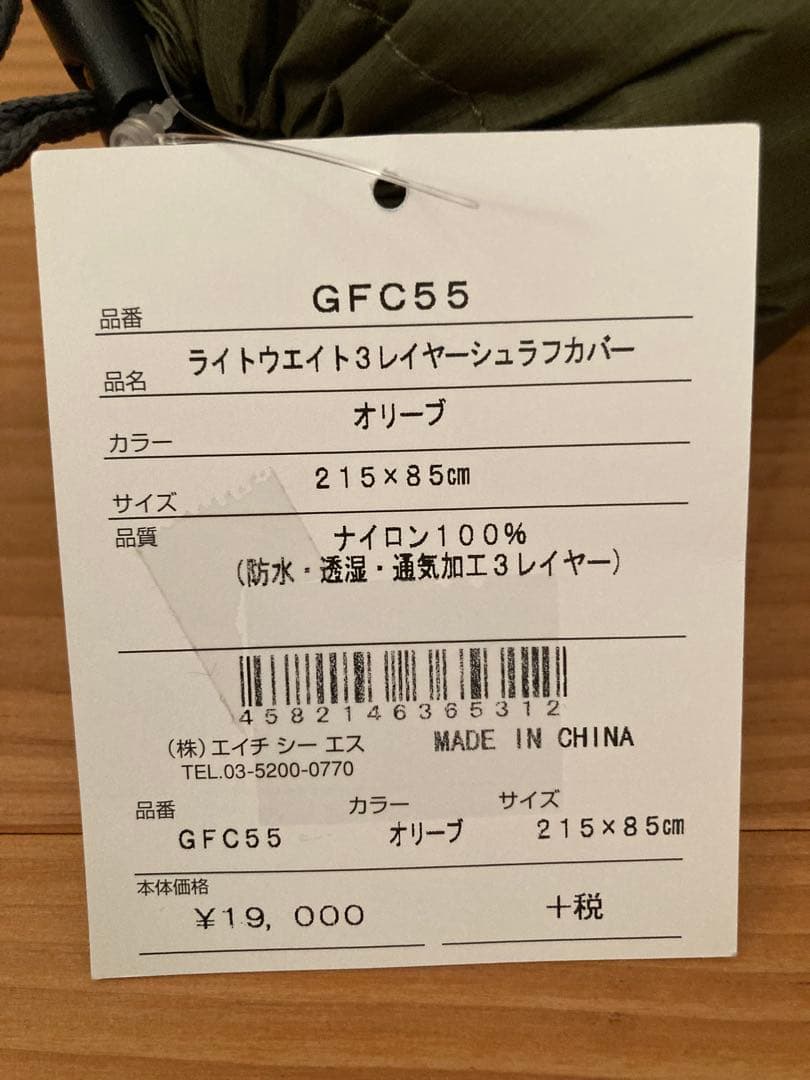 品番 GFC55
品名 ライトウエイト3レイヤーシュラフカバー
カラー オリーブ
サイズ 215×85㎝
品質 ナイロン100%
(防水・透湿・通気加工3レイヤー)
4582146365312
(株)エイチ シー エス MADE IN CHINA
TEL.03-5200-0770
品番 カラー サイズ
GFC55 オリーブ 215×85㎝
本体価格
¥19,000 +税